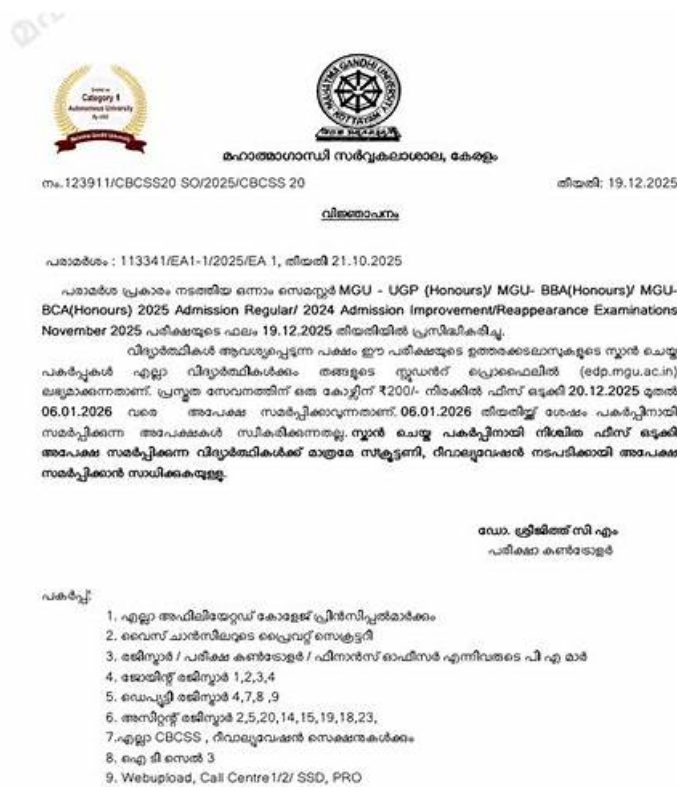 Category 1
Autonomous University
MAHATMA GANDHI UNIVERSITY
KOTTAYAM
മഹാത്മാഗാന്ധി സർവ്വകലാശാല, കേരളം
നം.123911/CBCSS20 SO/2025/CBCSS 20 തീയതി: 19.12.2025
വിജ്ഞാപനം
പരാമർശം : 113341/EA1-1/2025/EA 1, തീയതി 21.10.2025
പരാമർശ പ്രകാരം നടത്തിയ ഒന്നാം സെമസ്റ്റർ MGU - UGP (Honours)/ MGU- BBA(Honours)/ MGU-
BCA(Honours) 2025 Admission Regular/ 2024 Admission Improvement/Reappearance Examinations
November 2025 പരീക്ഷയുടെ ഫലം 19.12.2025 തീയതിയിൽ പ്രസിദ്ധീകരിച്ചു.
വിദ്യാർത്ഥികൾ ആവശ്യപ്പെടുന്ന പക്ഷം ഈ പരീക്ഷയുടെ ഉത്തരക്കടലാസുകളുടെ സ്കാൻ ചെയ്ത
പകർപ്പുകൾ എല്ലാ വിദ്യാർത്ഥികൾക്കും തങ്ങളുടെ സ്റ്റുഡന്റ് പ്രൊഫൈലിൽ (edp.mgu.ac.in)
ലഭ്യമാക്കുന്നതാണ്. പ്രസ്തുത സേവനത്തിന് ഒരു കോഴ്സിന് ₹200/- നിരക്കിൽ ഫീസ് ഒടുക്കി 20.12.2025 മുതൽ
06.01.2026 വരെ അപേക്ഷ സമർപ്പിക്കാവുന്നതാണ്. 06.01.2026 തീയതിയ്ക്ക് ശേഷം പകർപ്പിനായി
സമർപ്പിക്കുന്ന അപേക്ഷകൾ സ്വീകരിക്കുന്നതല്ല. സ്കാൻ ചെയ്ത പകർപ്പിനായി നിശ്ചിത ഫീസ് ഒടുക്കി
അപേക്ഷ സമർപ്പിക്കുന്ന വിദ്യാർത്ഥികൾക്ക് മാത്രമേ സ്ക്രൂട്ടണി, റീവാല്യുവേഷൻ നടപടിക്കായി അപേക്ഷ
സമർപ്പിക്കാൻ സാധിക്കുകയുള്ളൂ.
ഡോ. ശ്രീജിത്ത് സി എം
പരീക്ഷാ കൺട്രോളർ
പകർപ്പ്:
1. എല്ലാ അഫിലിയേറ്റഡ് കോളേജ് പ്രിൻസിപ്പൽമാർക്കും
2. വൈസ് ചാൻസിലറുടെ പ്രൈവറ്റ് സെക്രട്ടറി
3. രജിസ്ട്രാർ / പരീക്ഷ കൺട്രോളർ / ഫിനാൻസ് ഓഫീസർ എന്നിവരുടെ പി എ മാർ
4. ജോയിന്റ് രജിസ്ട്രാർ 1,2,3,4
5. ഡെപ്യൂട്ടി രജിസ്ട്രാർ 4,7,8 ,9
6. അസിറ്റന്റ് രജിസ്ട്രാർ 2,5,20,14,15,19,18,23,
7.എല്ലാ CBCSS , റീവാല്യുവേഷൻ സെക്ഷനുകൾക്കും
8. ഐ ടി സെൽ 3
9. Webupload, Call Centre1/2/ SSD, PRO